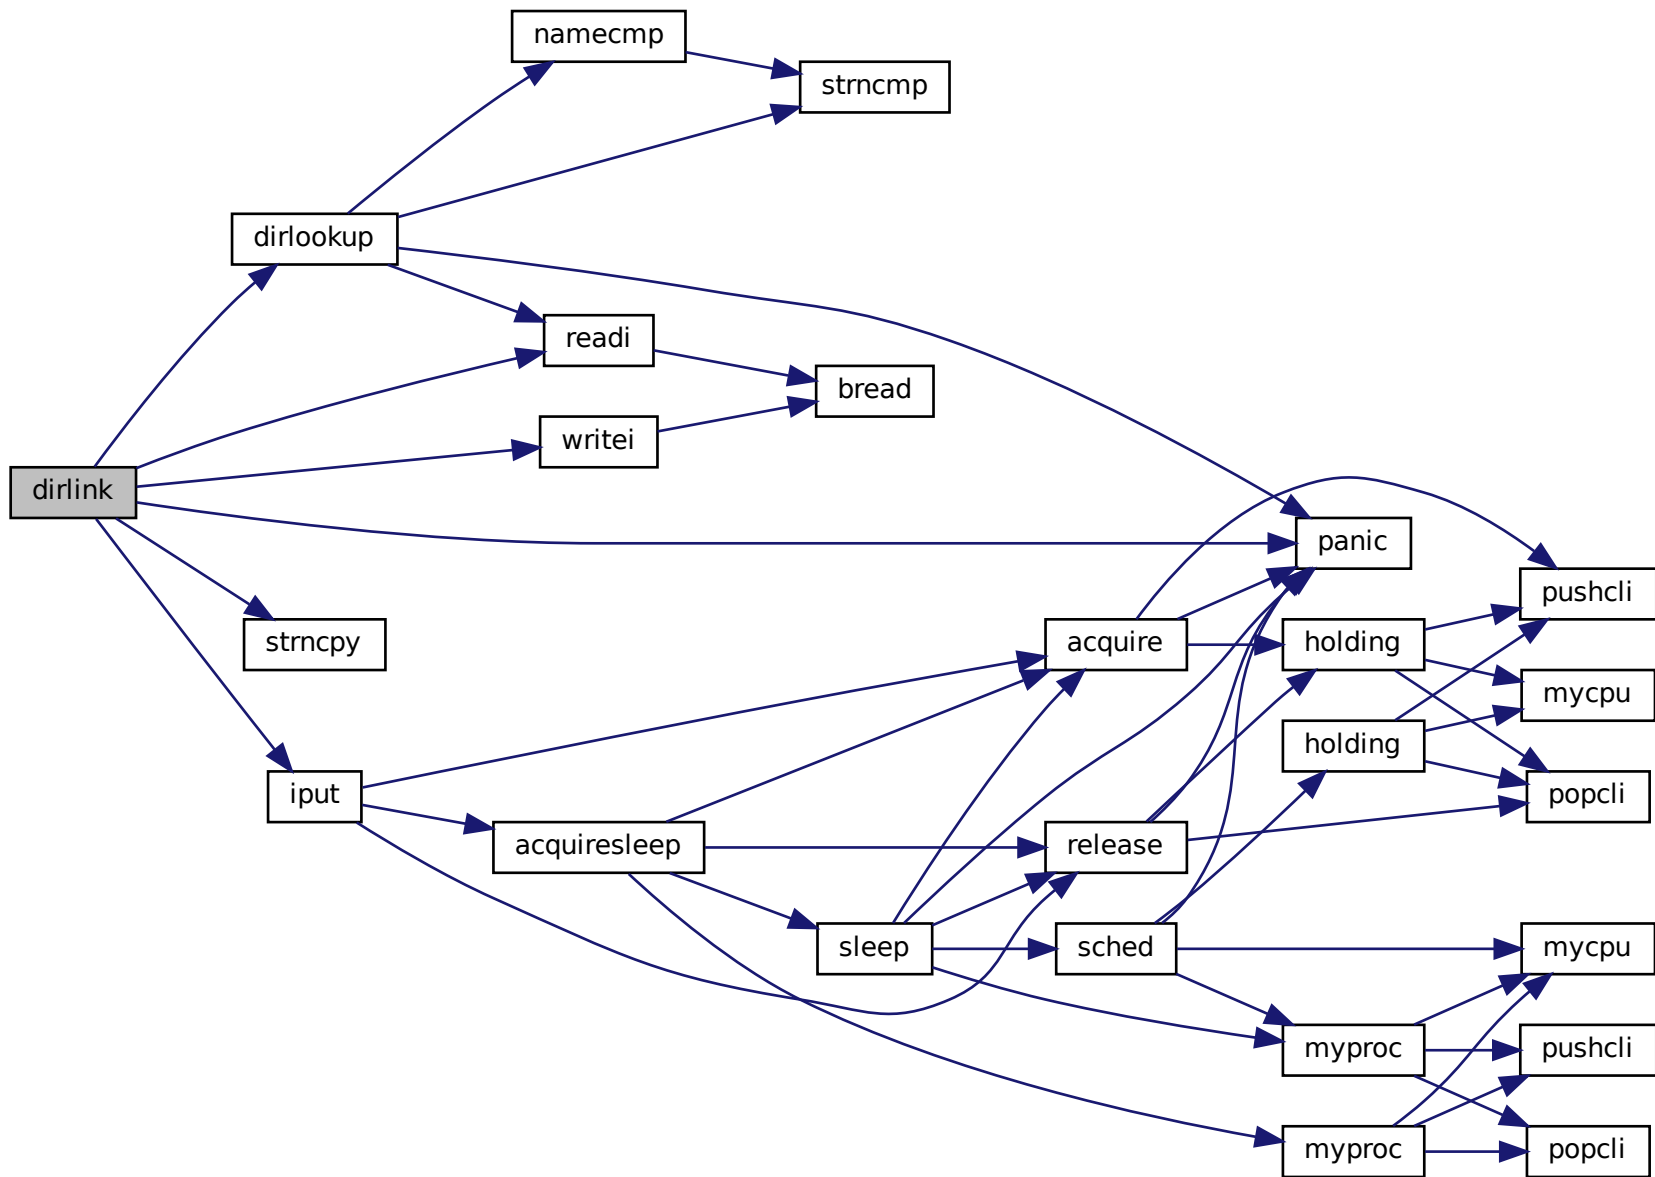 namecmp
strncmp
dirlookup
readi
bread
writei
dirlink
panic
pushcli
strncpy
acquire
holding
mycpu
holding
iput
popcli
acquiresleep
release
sleep
sched
mycpu
myproc
pushcli
myproc
popcli